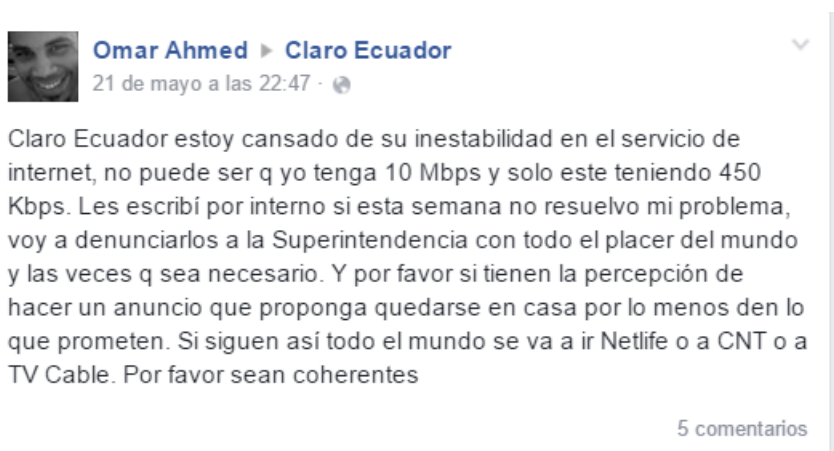 Omar Ahmed ▶ Claro Ecuador
21 de mayo a las 22:47 ·
Claro Ecuador estoy cansado de su inestabilidad en el servicio de
internet, no puede ser q yo tenga 10 Mbps y solo este teniendo 450
Kbps. Les escribí por interno si esta semana no resuelvo mi problema,
voy a denunciarlos a la Superintendencia con todo el placer del mundo
y las veces q sea necesario. Y por favor si tienen la percepción de
hacer un anuncio que proponga quedarse en casa por lo menos den lo
que prometen. Si siguen así todo el mundo se va a ir Netlife o a CNT o a
TV Cable. Por favor sean coherentes
5 comentarios